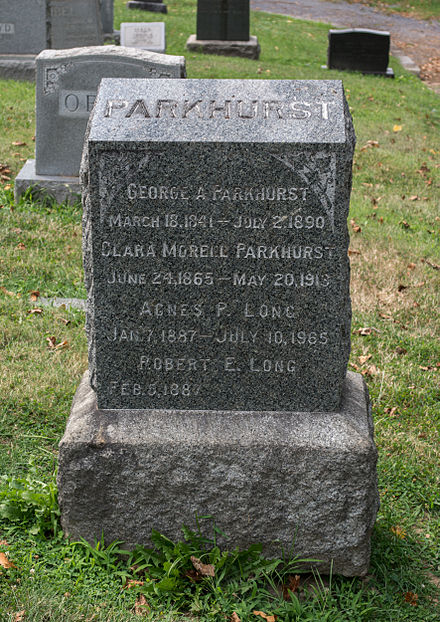 PARKHURST
GEORGE A PARKHURST
MARCH 18, 1841 — JULY 2, 1890
CLARA MORELL PARKHURST
JUNE 24, 1865 — MAY 20, 1913
AGNES P. LONG
JAN. 7, 1887 — JULY 10, 1965
ROBERT E. LONG
FEB. 5, 1887